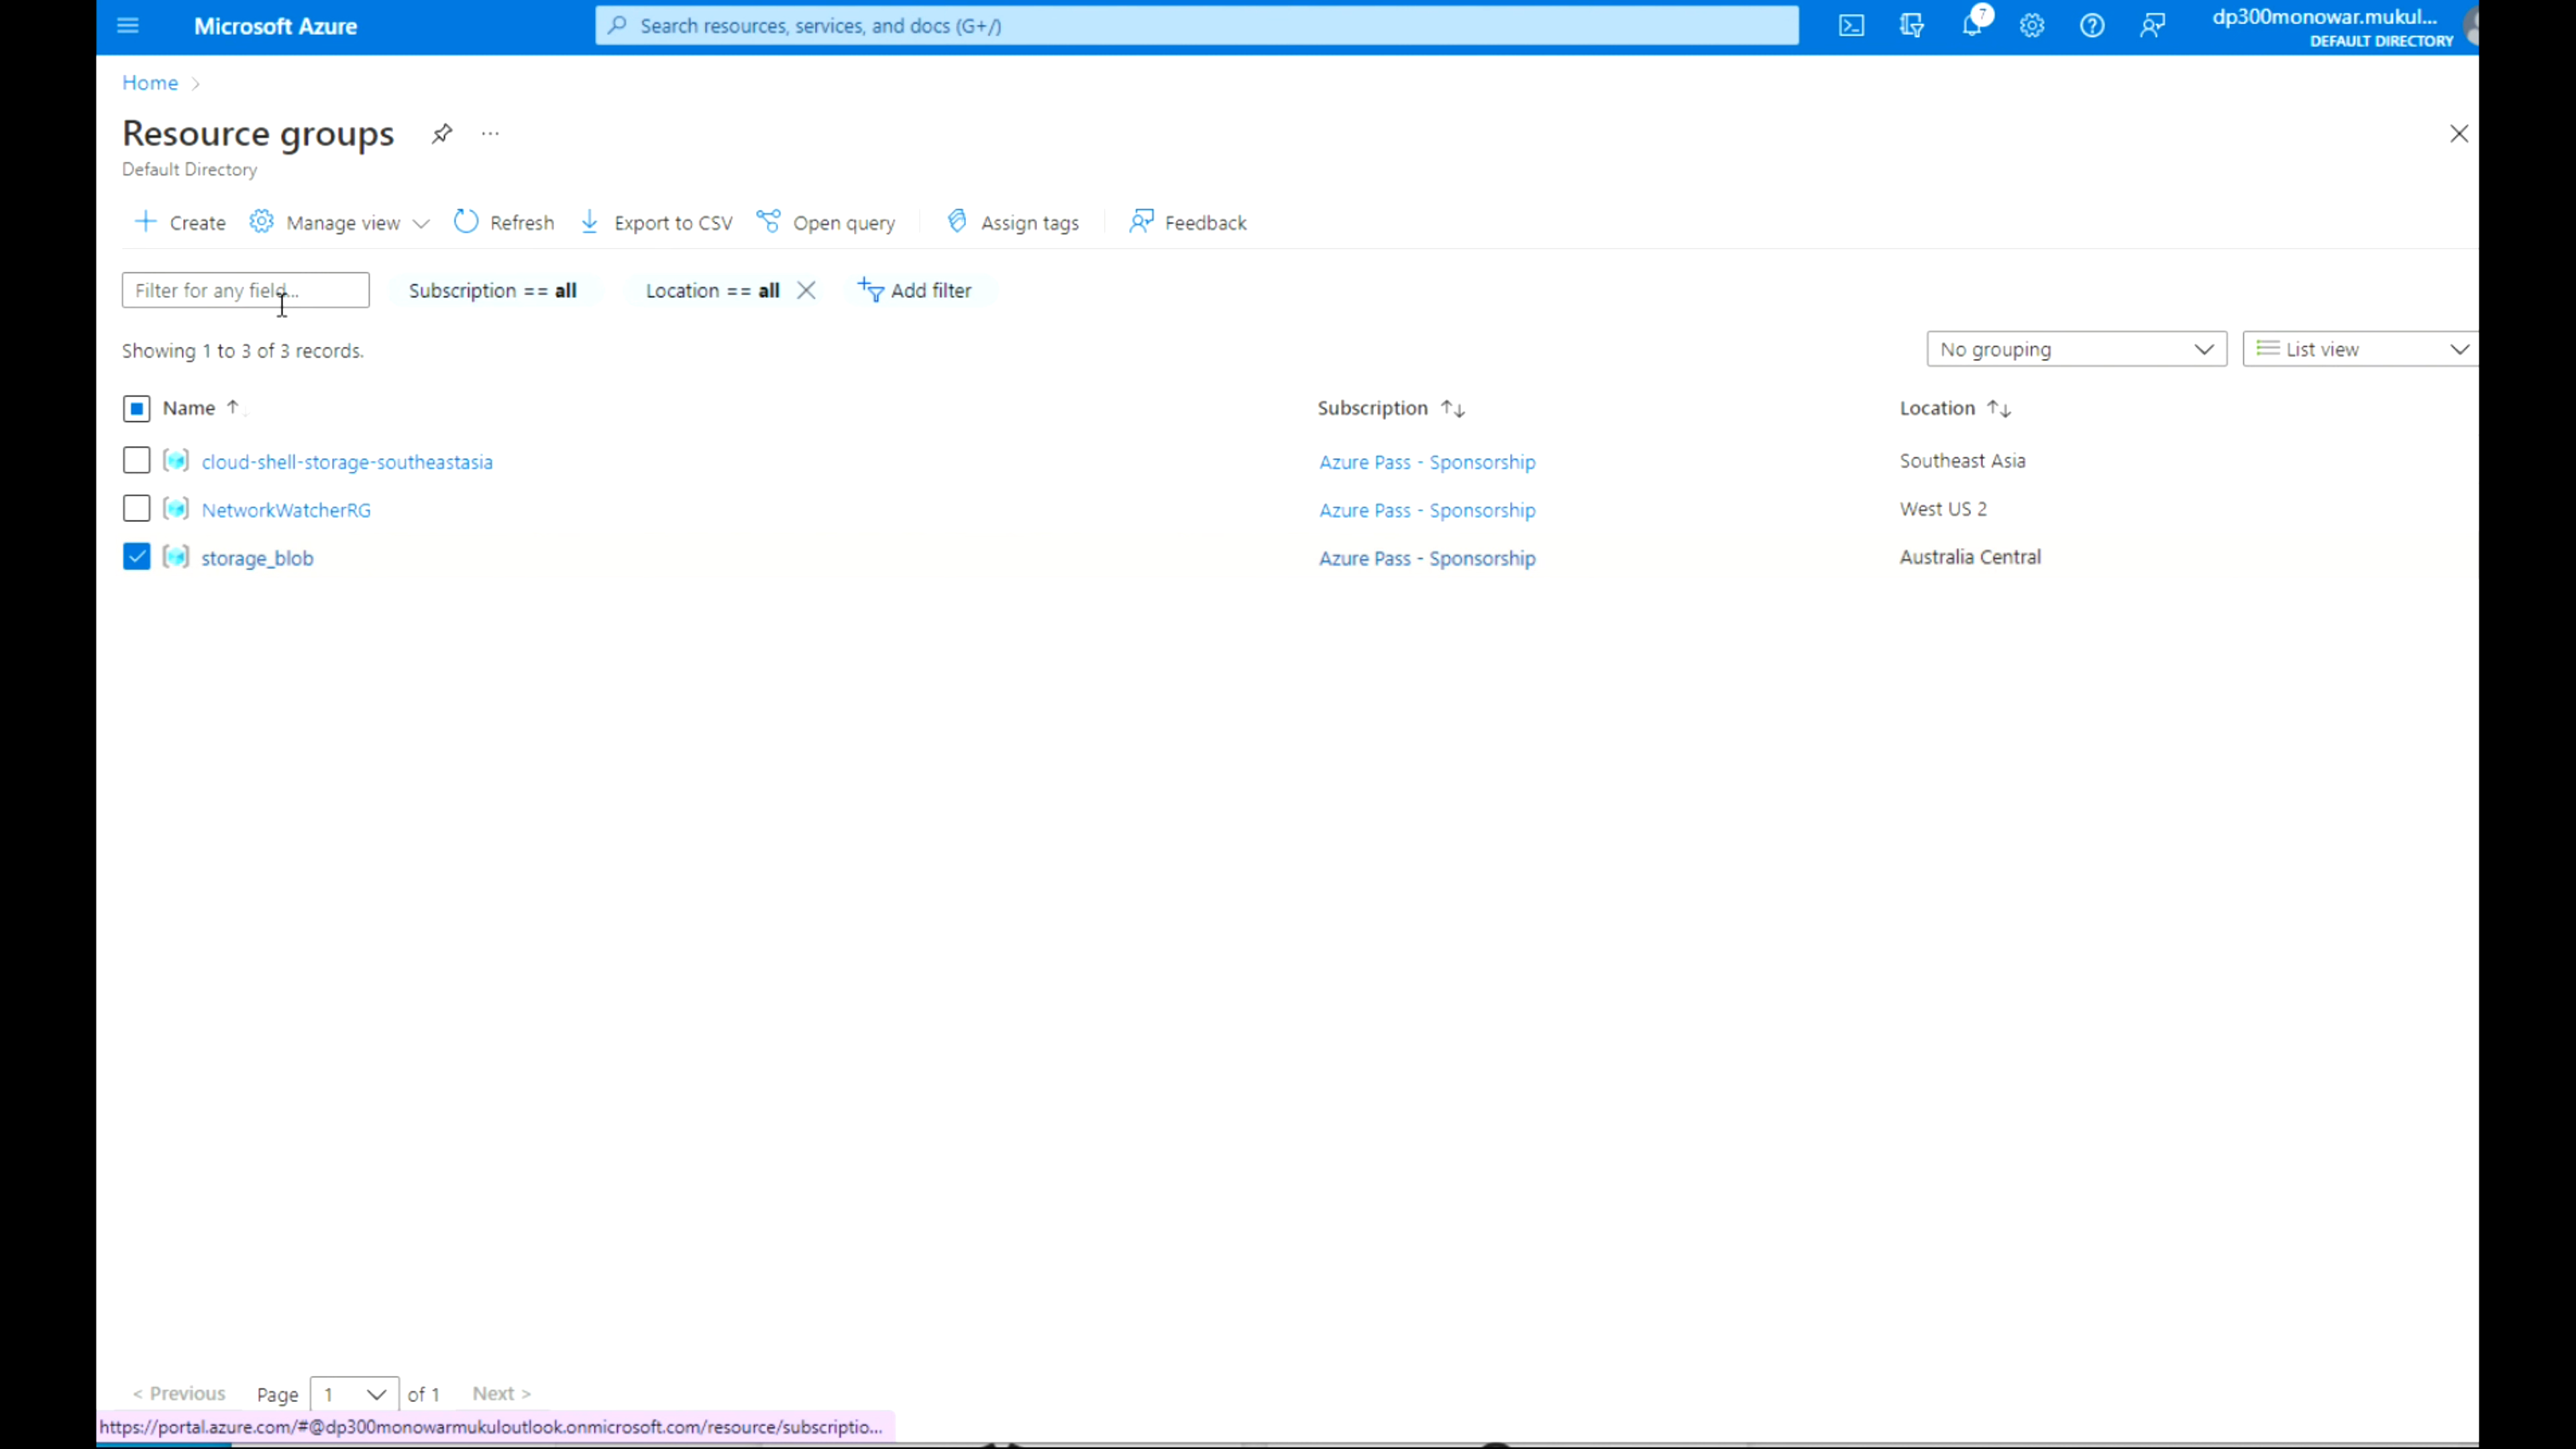 Microsoft Azure
Search resources, services, and docs (G+/)
7
dp300monowar.mukul...
DEFAULT DIRECTORY
Home
Resource groups
Default Directory
Create
Manage view
Refresh
Export to CSV
Open query
Assign tags
Feedback
Filter for any field...
Subscription == all
Location == all
Add filter
Showing 1 to 3 of 3 records.
No grouping
List view
Name Subscription Location
cloud-shell-storage-southeastasia Azure Pass - Sponsorship Southeast Asia
NetworkWatcherRG Azure Pass - Sponsorship West US 2
storage_blob Azure Pass - Sponsorship Australia Central
< Previous Page 1 of 1 Next >
https://portal.azure.com/#@dp300monowarmukuloutlook.onmicrosoft.com/resource/subscriptio...